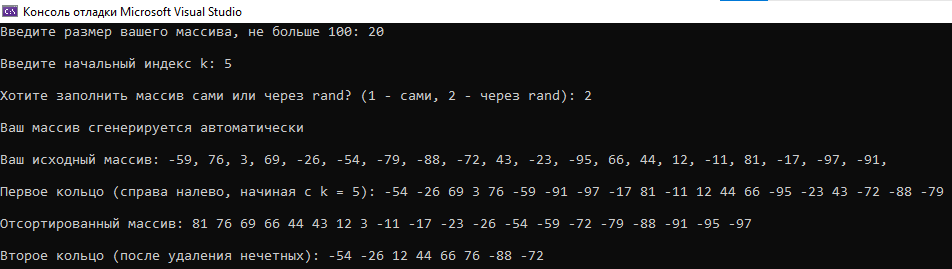 Консоль отладки Microsoft Visual Studio
Введите размер вашего массива, не больше 100: 20
Введите начальный индекс k: 5
Хотите заполнить массив сами или через rand? (1 - сами, 2 - через rand): 2
Ваш массив сгенерируется автоматически
Ваш исходный массив: -59, 76, 3, 69, -26, -54, -79, -88, -72, 43, -23, -95, 66, 44, 12, -11, 81, -17, -97, -91,
Первое кольцо (справа налево, начиная с k = 5): -54 -26 69 3 76 -59 -91 -97 -17 81 -11 12 44 66 -95 -23 43 -72 -88 -79
Отсортированный массив: 81 76 69 66 44 43 12 3 -11 -17 -23 -26 -54 -59 -72 -79 -88 -91 -95 -97
Второе кольцо (после удаления нечетных): -54 -26 12 44 66 76 -88 -72